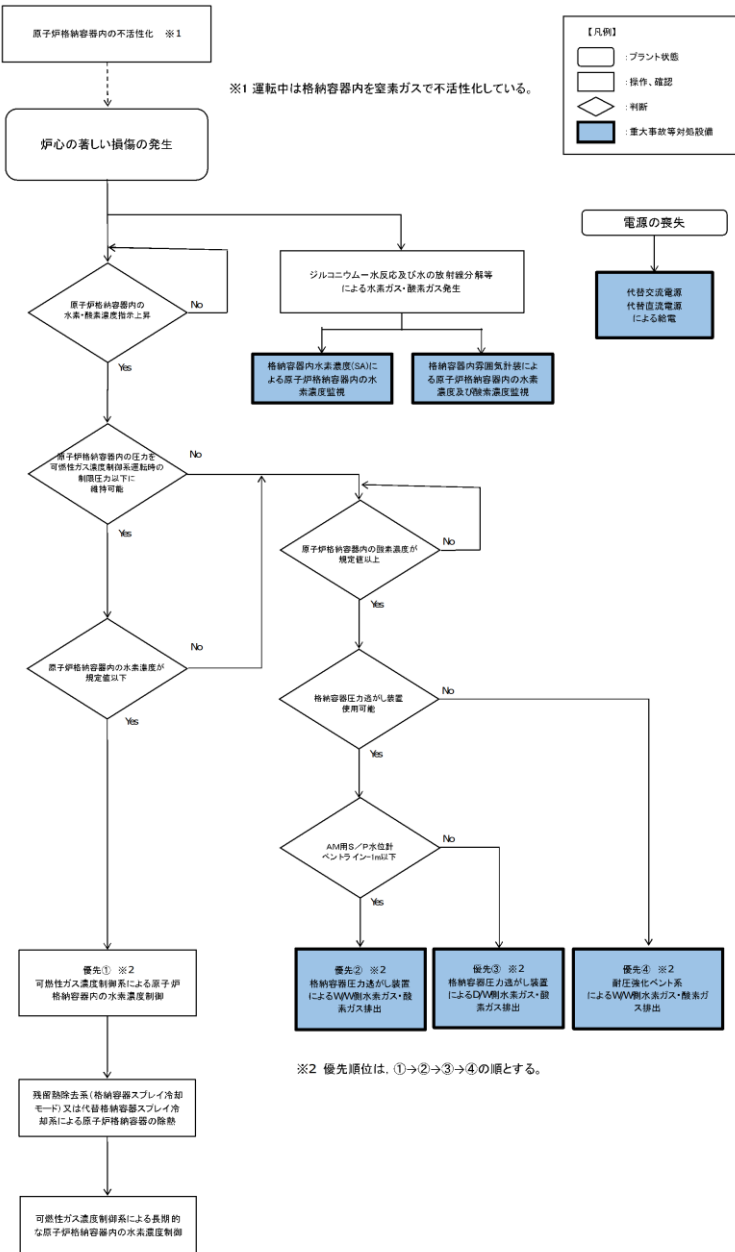 原子炉格納容器内の不活性化 ※1
【凡例】
：プラント状態
：操作、確認
：判断
：重大事故等対処設備
※1 運転中は格納容器内を窒素ガスで不活性化している。
炉心の著しい損傷の発生
電源の喪失
代替交流電源
代替直流電源
による給電
ジルコニウム－水反応及び水の放射線分解等
による水素ガス・酸素ガス発生
原子炉格納容器内の
水素・酸素濃度指示上昇
No
Yes
格納容器内水素濃度(SA)に
よる原子炉格納容器内の水
素濃度監視
格納容器内雰囲気計装によ
る原子炉格納容器内の水素
濃度及び酸素濃度監視
原子炉格納容器内の圧力を
可燃性ガス濃度制御系運転時の
制限圧力以下に
維持可能
No
Yes
原子炉格納容器内の酸素濃度が
規定値以上
No
Yes
原子炉格納容器内の水素濃度が
規定値以下
No
Yes
格納容器圧力逃がし装置
使用可能
No
Yes
AM用S／P水位計
ベントライン-1m以下
No
Yes
優先① ※2
可燃性ガス濃度制御系による原子炉
格納容器内の水素濃度制御
優先② ※2
格納容器圧力逃がし装置
によるW/W側水素ガス・酸
素ガス排出
優先③ ※2
格納容器圧力逃がし装置
によるD/W側水素ガス・酸
素ガス排出
優先④ ※2
耐圧強化ベント系
によるW/W側水素ガス・酸素ガ
ス排出
※2 優先順位は、①→②→③→④の順とする。
残留熱除去系(格納容器スプレイ冷却
モード)又は代替格納容器スプレイ冷
却系による原子炉格納容器の除熱
可燃性ガス濃度制御系による長期的
な原子炉格納容器内の水素濃度制御